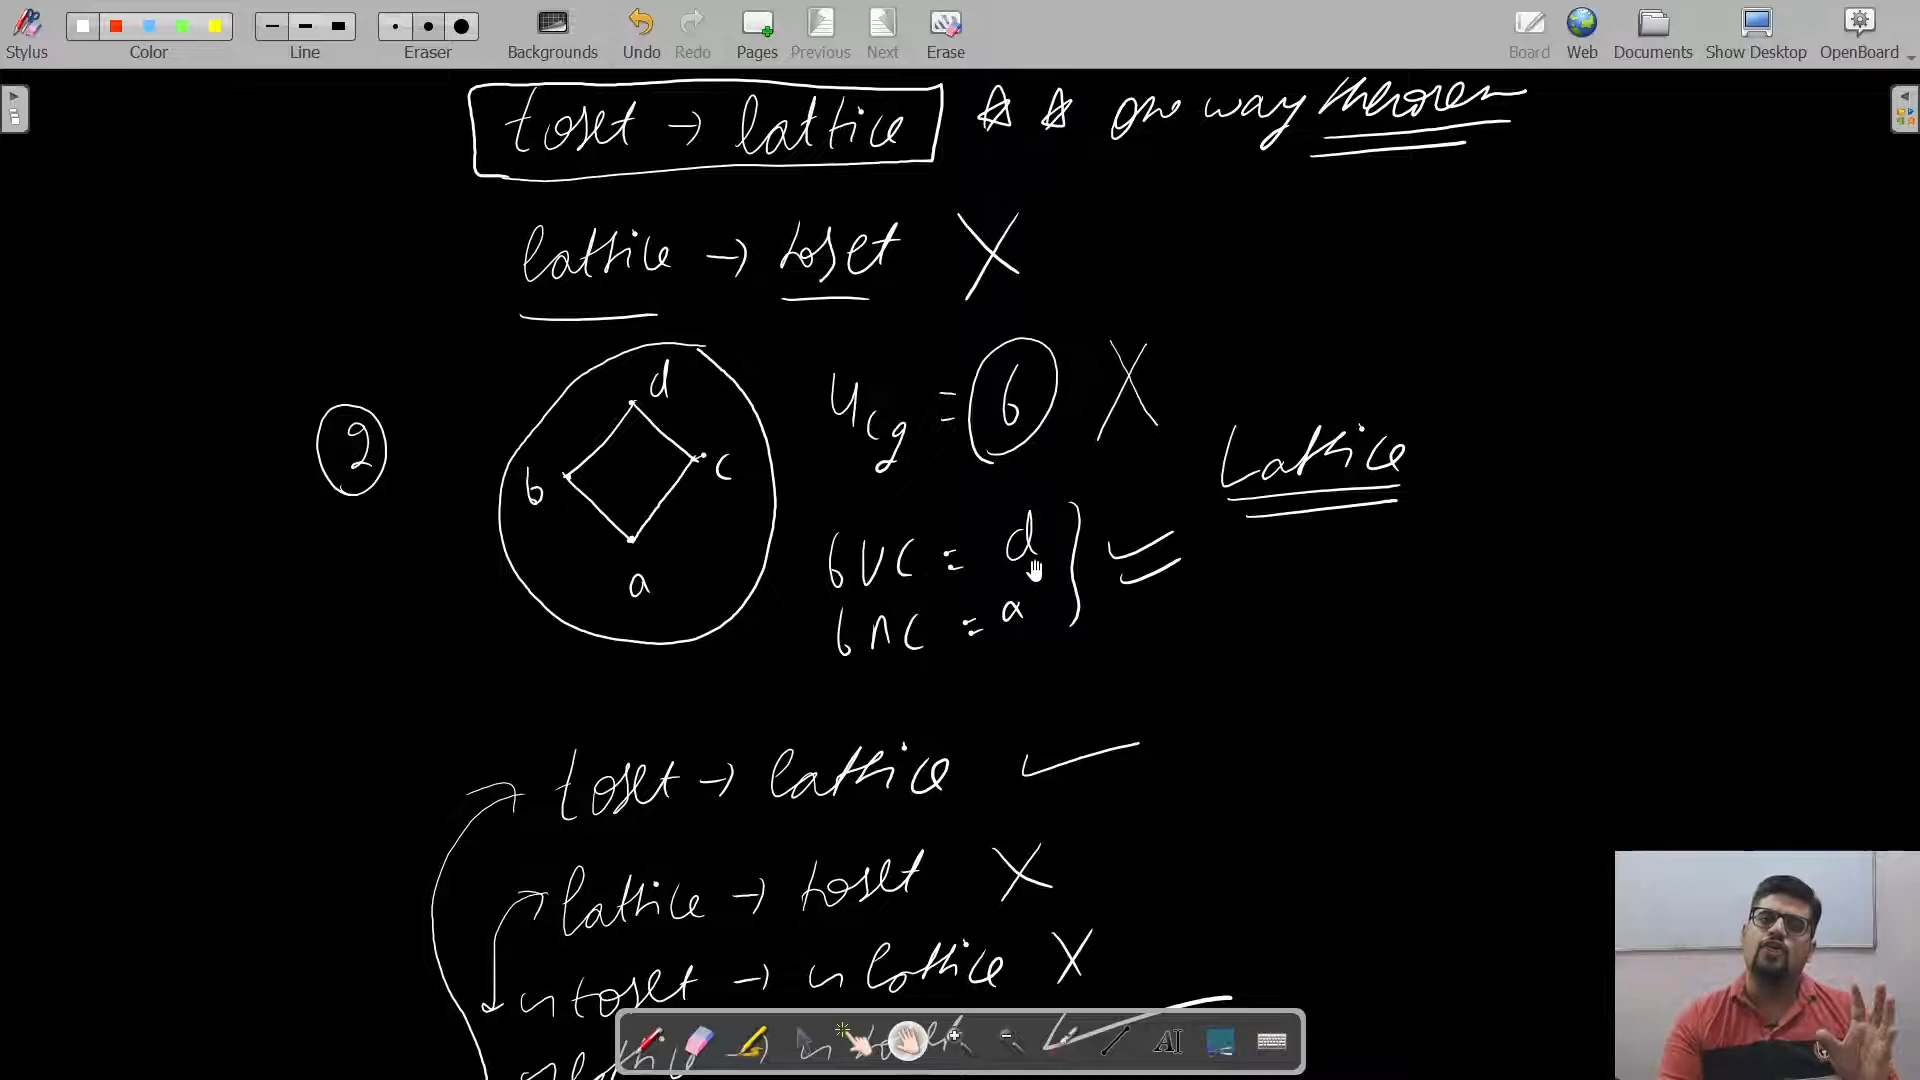 Stylus Color Line Eraser Backgrounds Undo Redo Pages Previous Next Erase Board Web Documents Show Desktop OpenBoard
toset → lattice ☆ ☆ one way theorem
lattice → toset X
2
d
b
c
a
= 6 X
Lattice
b∨c = d
b∧c = a
toset → lattice ✓
lattice → toset X
~ toset → ~ lattice X